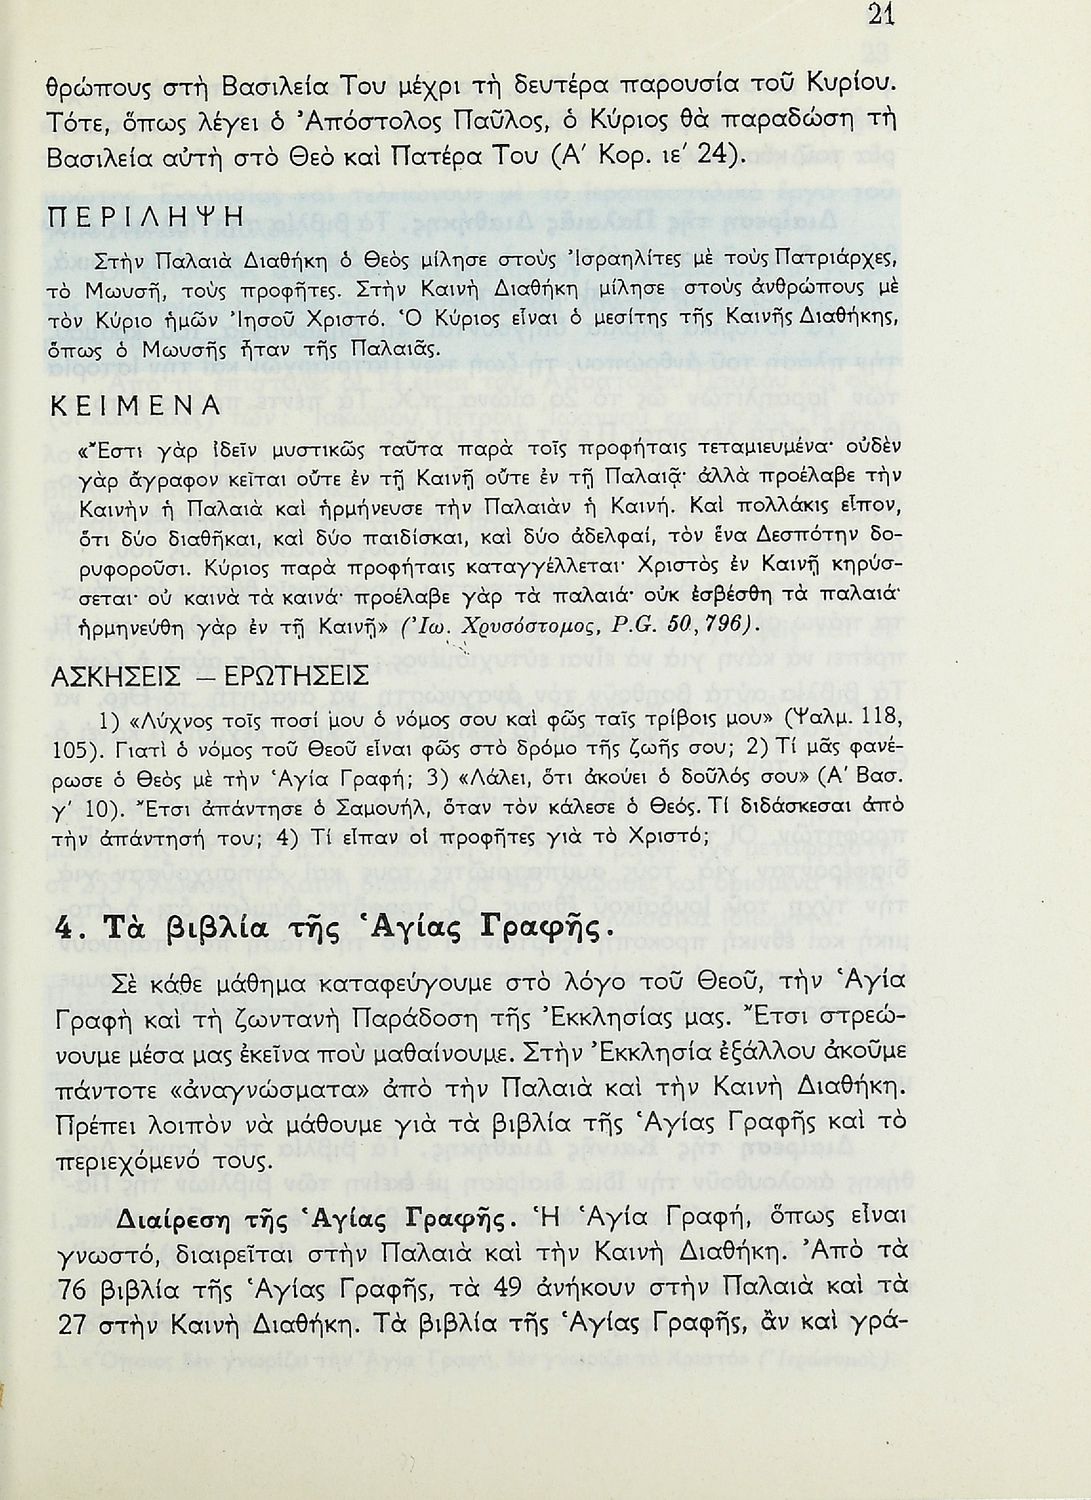 21
θρώπους στὴ Βασιλεία Του μέχρι τὴ δευτέρα παρουσία τοῦ Κυρίου.
Τότε, ὅπως λέγει ὁ Ἀπόστολος Παῦλος, ὁ Κύριος θὰ παραδώση τὴ
Βασιλεία αὐτὴ στὸ Θεὸ καὶ Πατέρα Του (Α′ Κορ. ιε′ 24).
ΠΕΡΙΛΗΨΗ
Στὴν Παλαιὰ Διαθήκη ὁ Θεὸς μίλησε στοὺς Ἰσραηλίτες μὲ τοὺς Πατριάρχες,
τὸ Μωυσῆ, τοὺς προφῆτες. Στὴν Καινὴ Διαθήκη μίλησε στοὺς ἀνθρώπους μὲ
τὸν Κύριο ἡμῶν Ἰησοῦ Χριστό. Ὁ Κύριος εἶναι ὁ μεσίτης τῆς Καινῆς Διαθήκης,
ὅπως ὁ Μωυσῆς ἦταν τῆς Παλαιᾶς.
ΚΕΙΜΕΝΑ
«Ἔστι γὰρ ἰδεῖν μυστικῶς ταῦτα παρὰ τοῖς προφήταις τεταμιευμένα· οὐδὲν
γὰρ ἄγραφον κεῖται οὔτε ἐν τῇ Καινῇ οὔτε ἐν τῇ Παλαιᾷ· ἀλλὰ προέλαβε τὴν
Καινὴν ἡ Παλαιὰ καὶ ἡρμήνευσε τὴν Παλαιὰν ἡ Καινή. Καὶ πολλάκις εἶπον,
ὅτι δύο διαθῆκαι, καὶ δύο παιδίσκαι, καὶ δύο ἀδελφαί, τὸν ἕνα Δεσπότην δο-
ρυφοροῦσι. Κύριος παρὰ προφήταις καταγγέλλεται· Χριστὸς ἐν Καινῇ κηρύσ-
σεται· οὐ καινὰ τὰ καινά· προέλαβε γὰρ τὰ παλαιά· οὐκ ἐσβέσθη τὰ παλαιά·
ἡρμηνεύθη γὰρ ἐν τῇ Καινῇ» (Ἰω. Χρυσόστομος, P.G. 50, 796).
ΑΣΚΗΣΕΙΣ – ΕΡΩΤΗΣΕΙΣ
1) «Λύχνος τοῖς ποσί μου ὁ νόμος σου καὶ φῶς ταῖς τρίβοις μου» (Ψαλμ. 118,
105). Γιατὶ ὁ νόμος τοῦ Θεοῦ εἶναι φῶς στὸ δρόμο τῆς ζωῆς σου; 2) Τί μᾶς φανέ-
ρωσε ὁ Θεὸς μὲ τὴν Ἁγία Γραφή; 3) «Λάλει, ὅτι ἀκούει ὁ δοῦλός σου» (Α′ Βασ.
γ′ 10). Ἔτσι ἀπάντησε ὁ Σαμουήλ, ὅταν τὸν κάλεσε ὁ Θεός. Τί διδάσκεσαι ἀπὸ
τὴν ἀπάντησή του; 4) Τί εἶπαν οἱ προφῆτες γιὰ τὸ Χριστό;
4. Τὰ βιβλία τῆς Ἁγίας Γραφῆς.
Σὲ κάθε μάθημα καταφεύγουμε στὸ λόγο τοῦ Θεοῦ, τὴν Ἁγία
Γραφὴ καὶ τὴ ζωντανὴ Παράδοση τῆς Ἐκκλησίας μας. Ἔτσι στρεώ-
νουμε μέσα μας ἐκεῖνα ποὺ μαθαίνουμε. Στὴν Ἐκκλησία ἐξάλλου ἀκοῦμε
πάντοτε «ἀναγνώσματα» ἀπὸ τὴν Παλαιὰ καὶ τὴν Καινὴ Διαθήκη.
Πρέπει λοιπὸν νὰ μάθουμε γιὰ τὰ βιβλία τῆς Ἁγίας Γραφῆς καὶ τὸ
περιεχόμενό τους.
Διαίρεση τῆς Ἁγίας Γραφῆς. Ἡ Ἁγία Γραφή, ὅπως εἶναι
γνωστό, διαιρεῖται στὴν Παλαιὰ καὶ τὴν Καινὴ Διαθήκη. Ἀπὸ τὰ
76 βιβλία τῆς Ἁγίας Γραφῆς, τὰ 49 ἀνήκουν στὴν Παλαιὰ καὶ τὰ
27 στὴν Καινὴ Διαθήκη. Τὰ βιβλία τῆς Ἁγίας Γραφῆς, ἂν καὶ γρά-